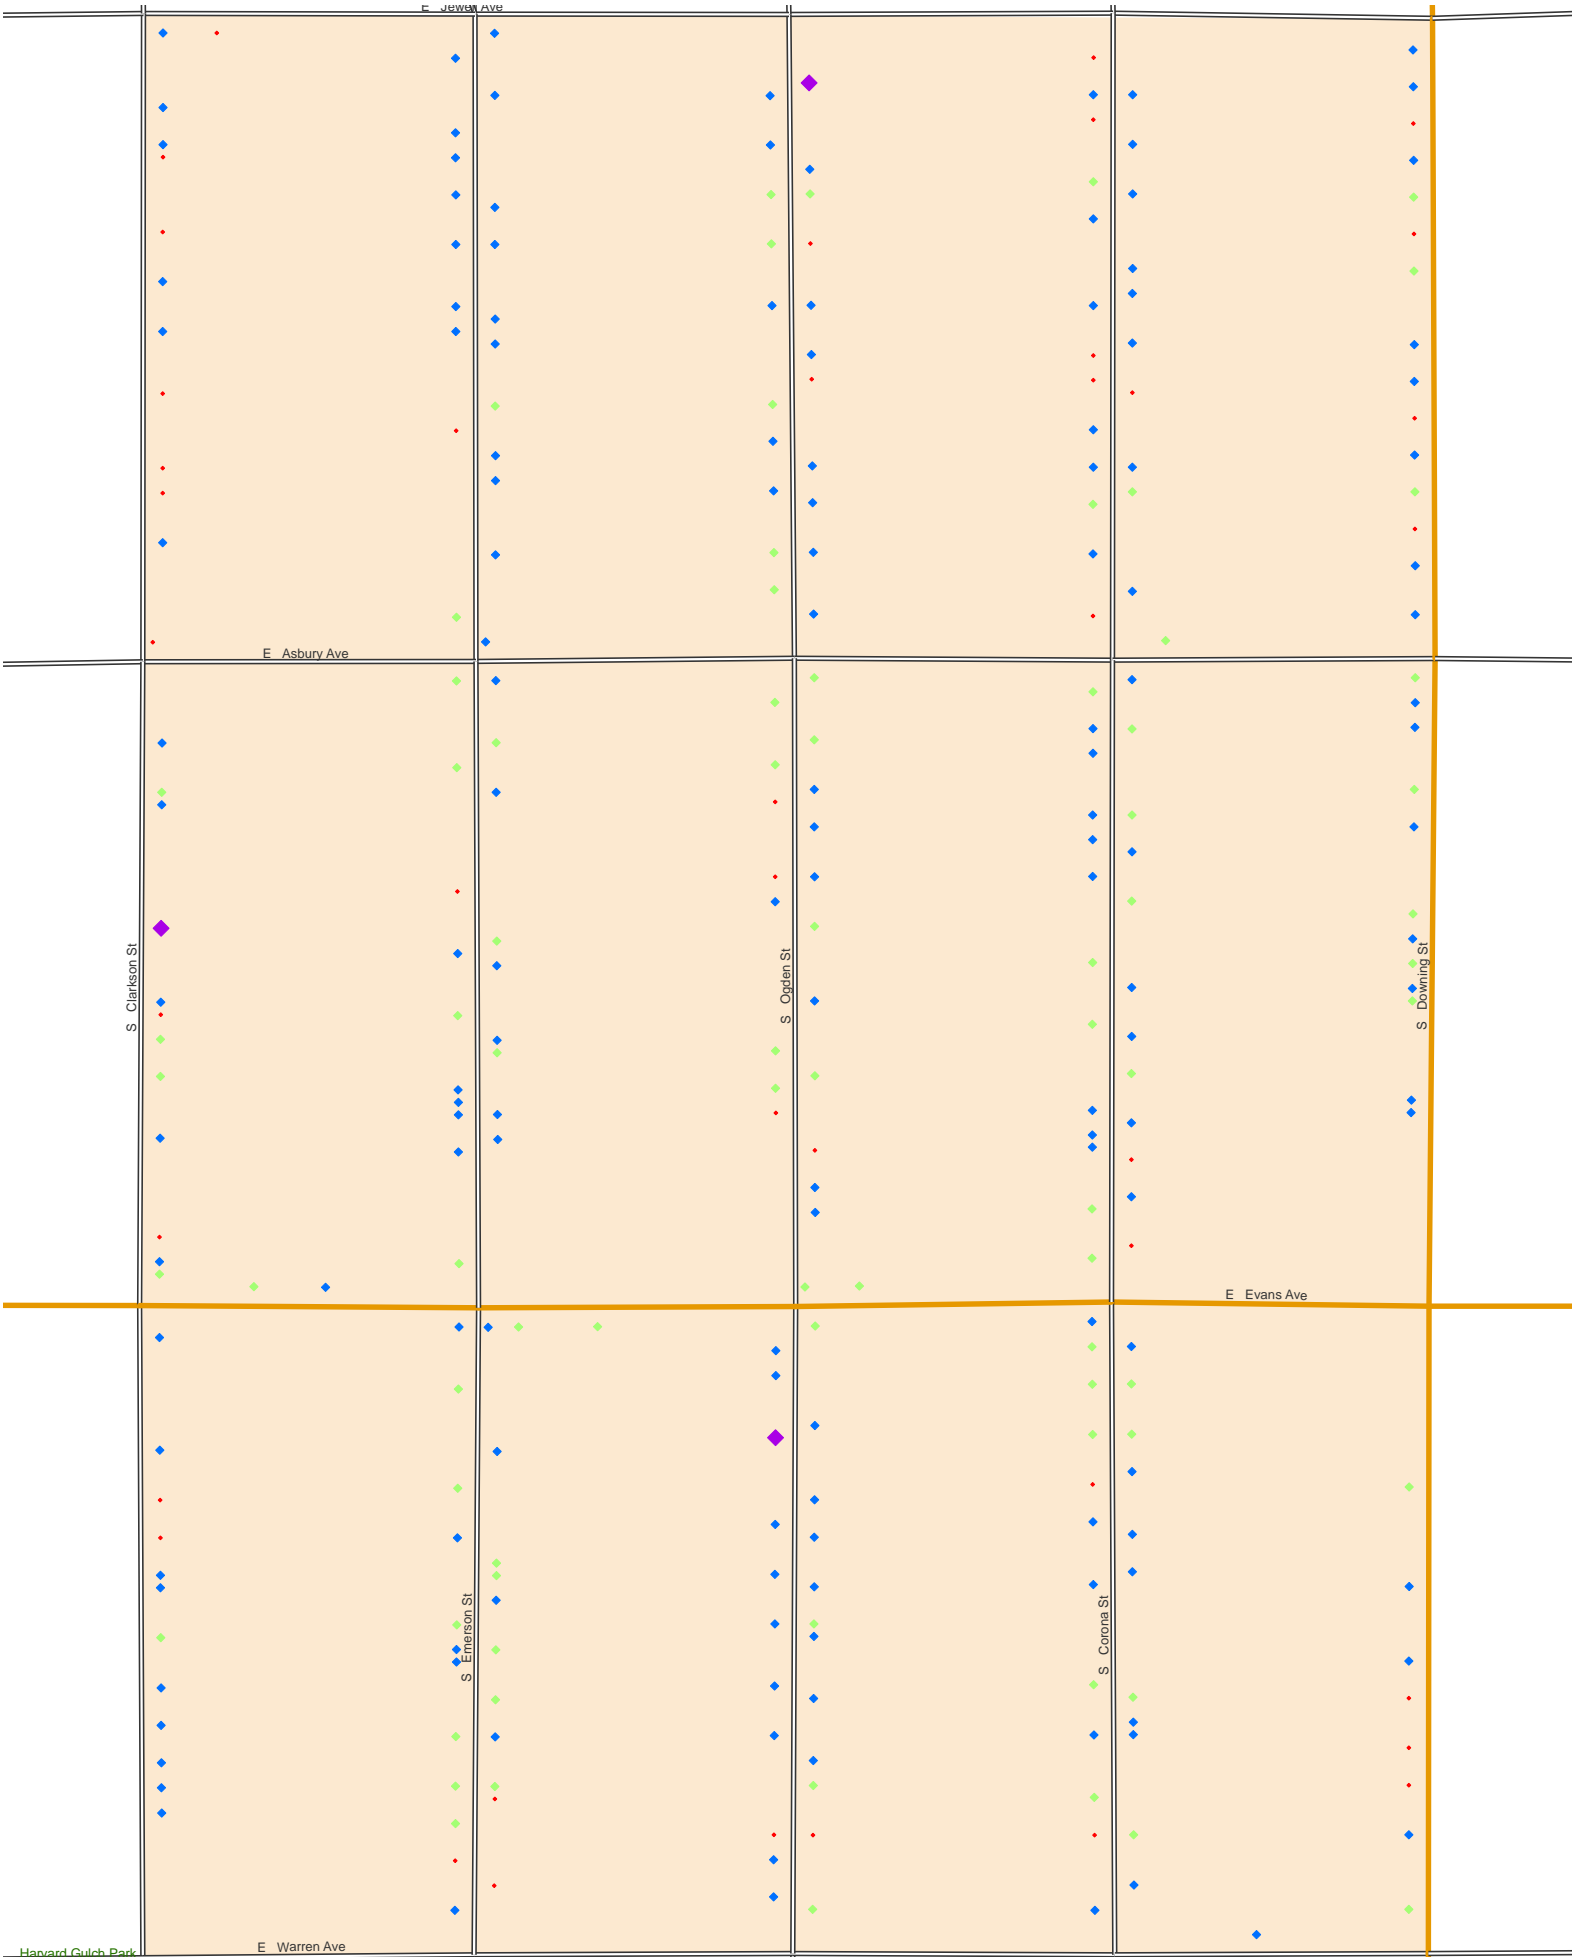 E Jewell Ave
E Asbury Ave
S Clarkson St
S Ogden St
S Downing St
E Evans Ave
S Emerson St
S Corona St
E Warren Ave
Harvard Gulch Park